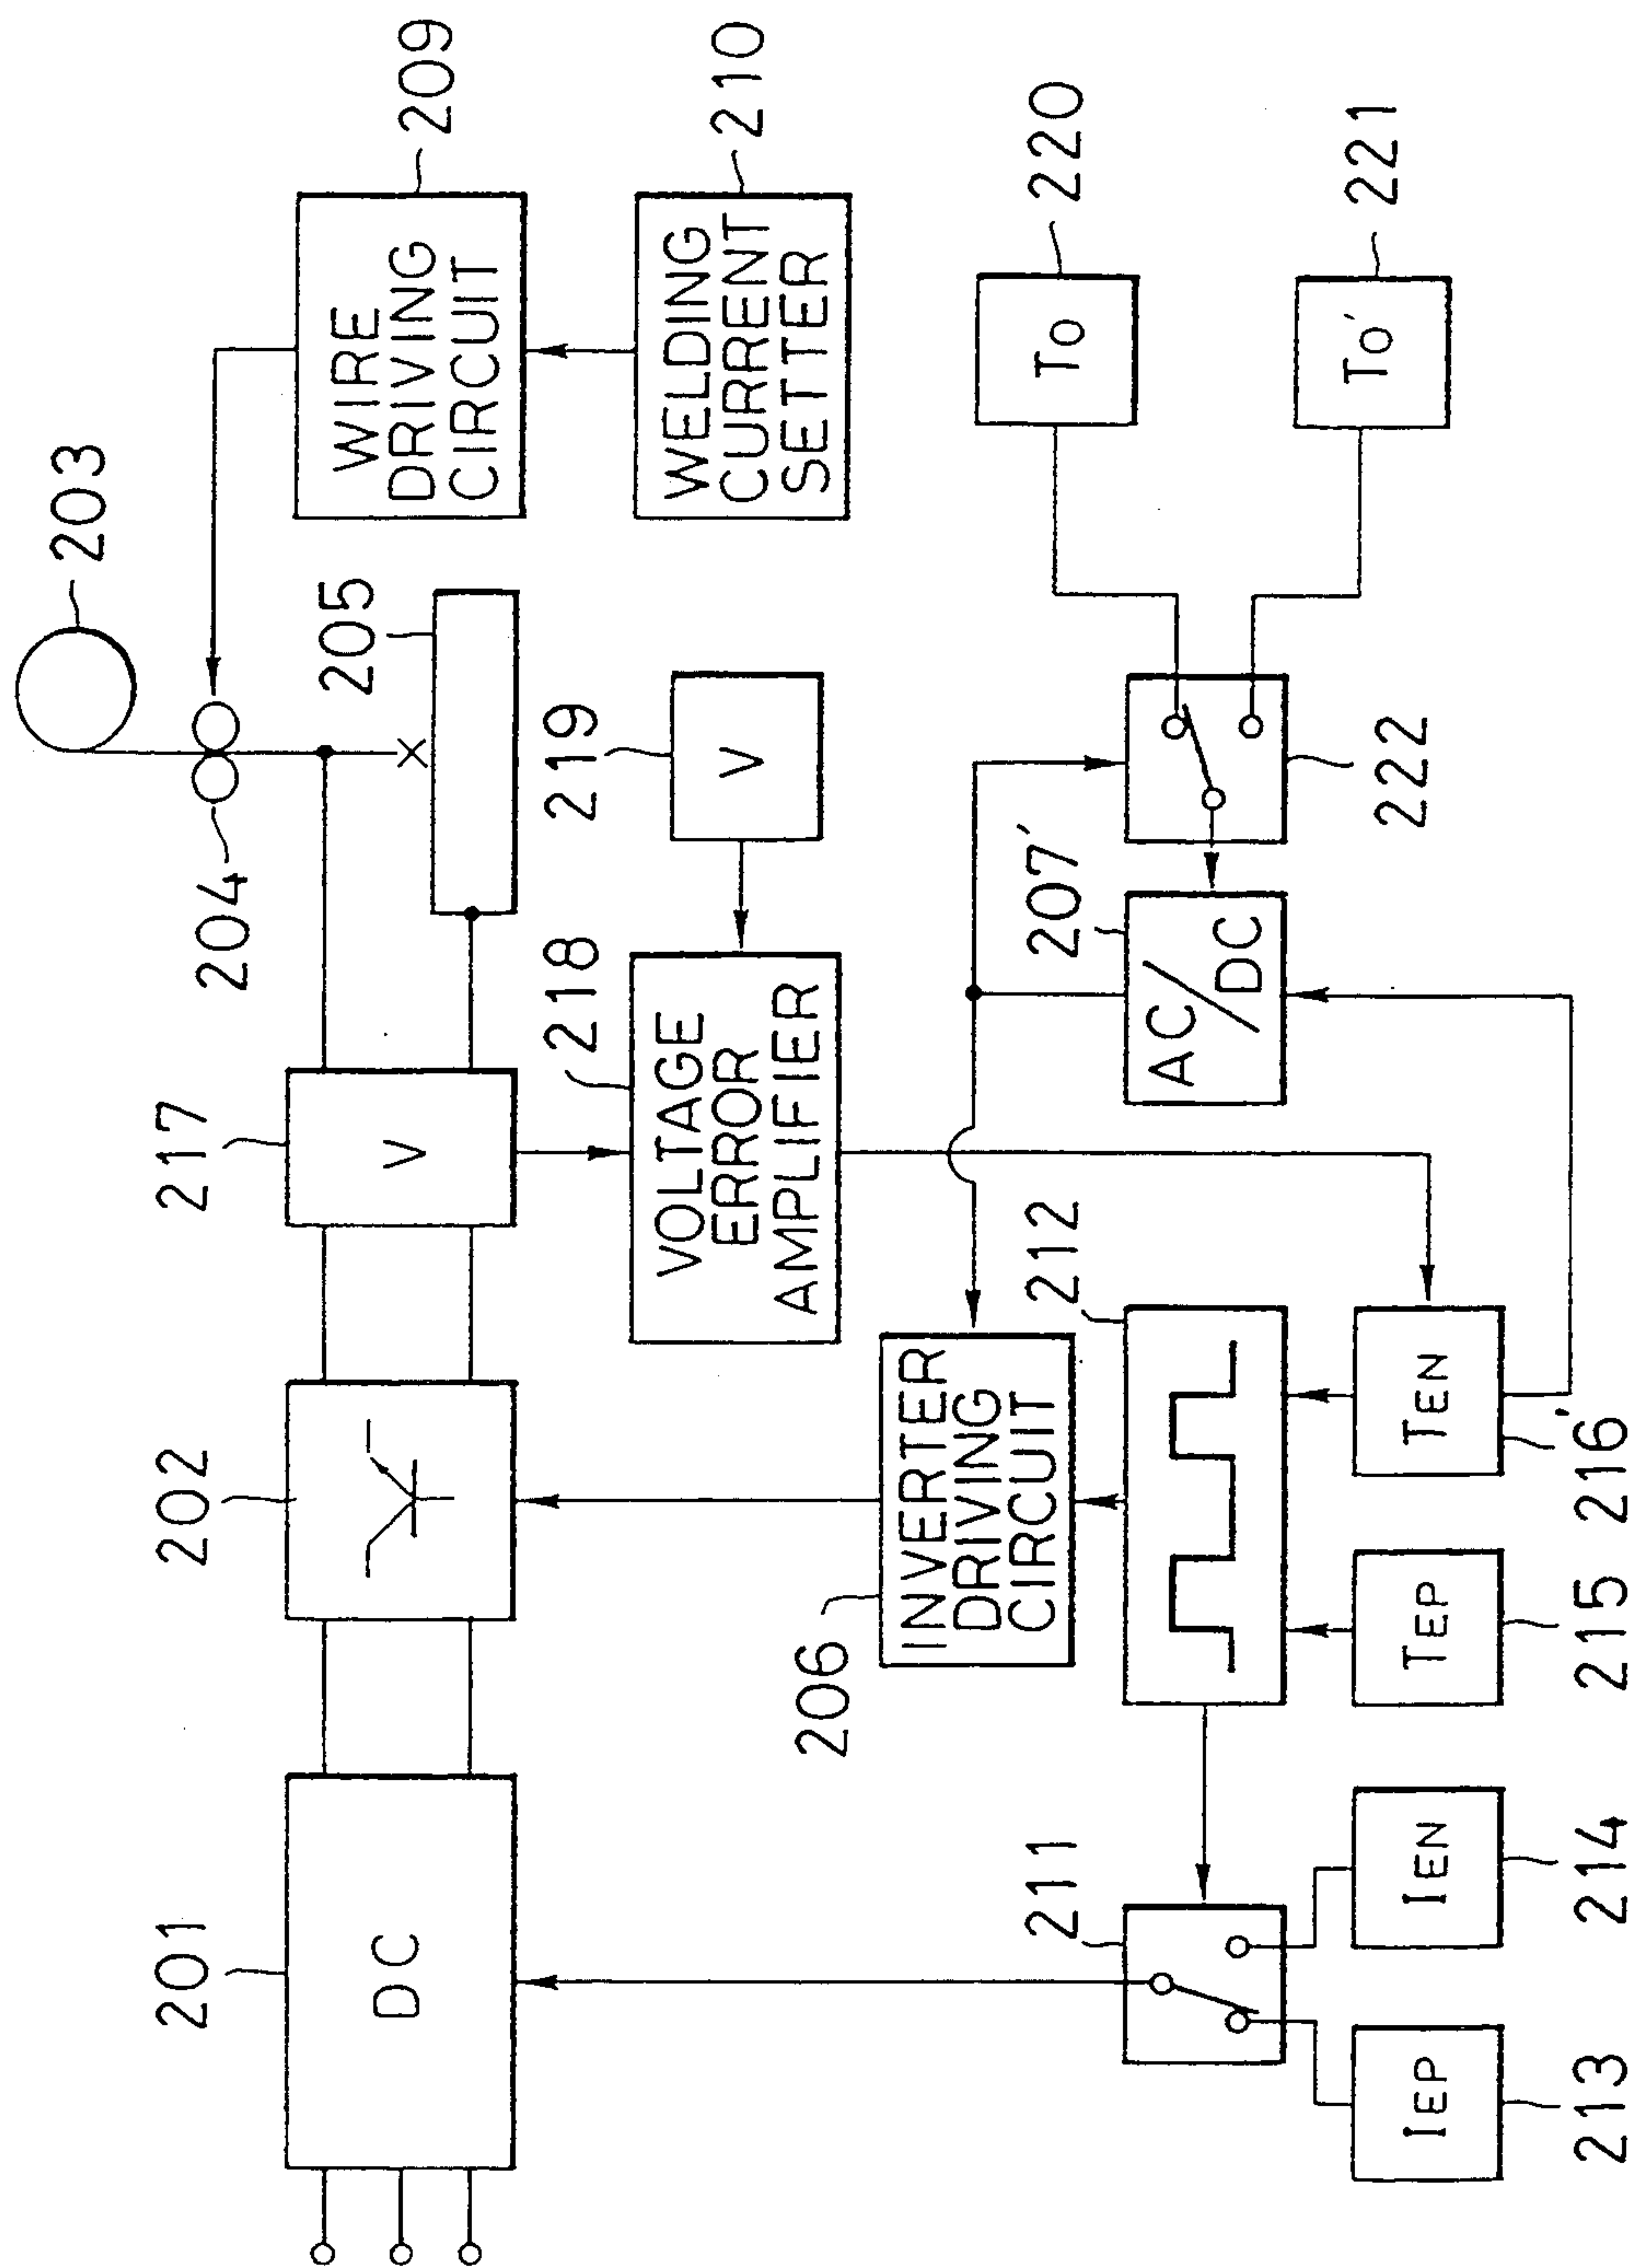 203
209
WIRE
DRIVING
CIRCUIT
210
WELDING
CURRENT
SETTER
201
DC
202
217
V
204
205
218
VOLTAGE
ERROR
AMPLIFIER
219
V
206
INVERTER
DRIVING
CIRCUIT
207'
AC/DC
222
220
To
221
To'
211
212
213
IEP
214
IEN
215
TEP
216'
TEN